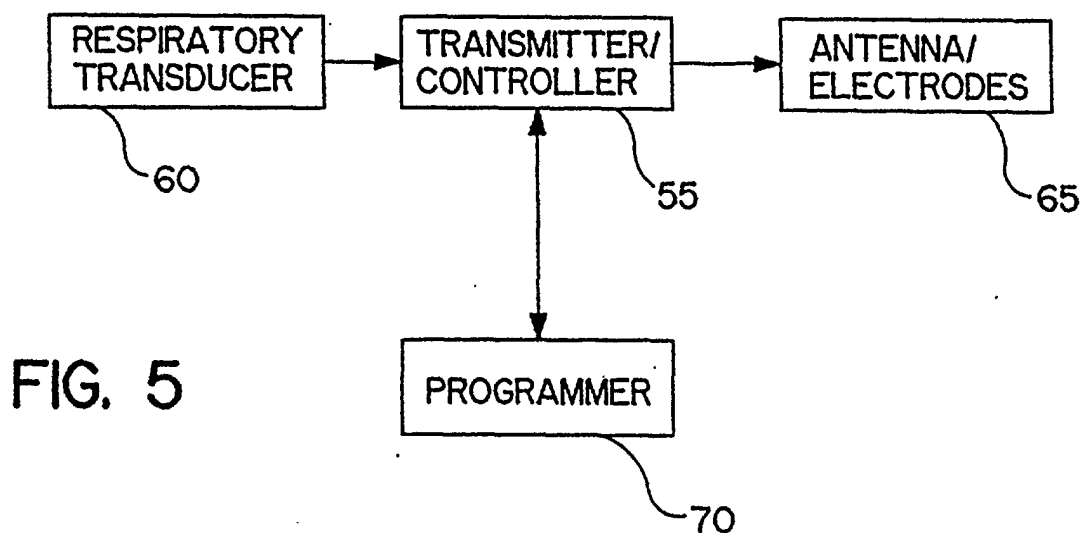 RESPIRATORY
TRANSDUCER
TRANSMITTER/
CONTROLLER
ANTENNA/
ELECTRODES
60
55
65
FIG. 5
PROGRAMMER
70